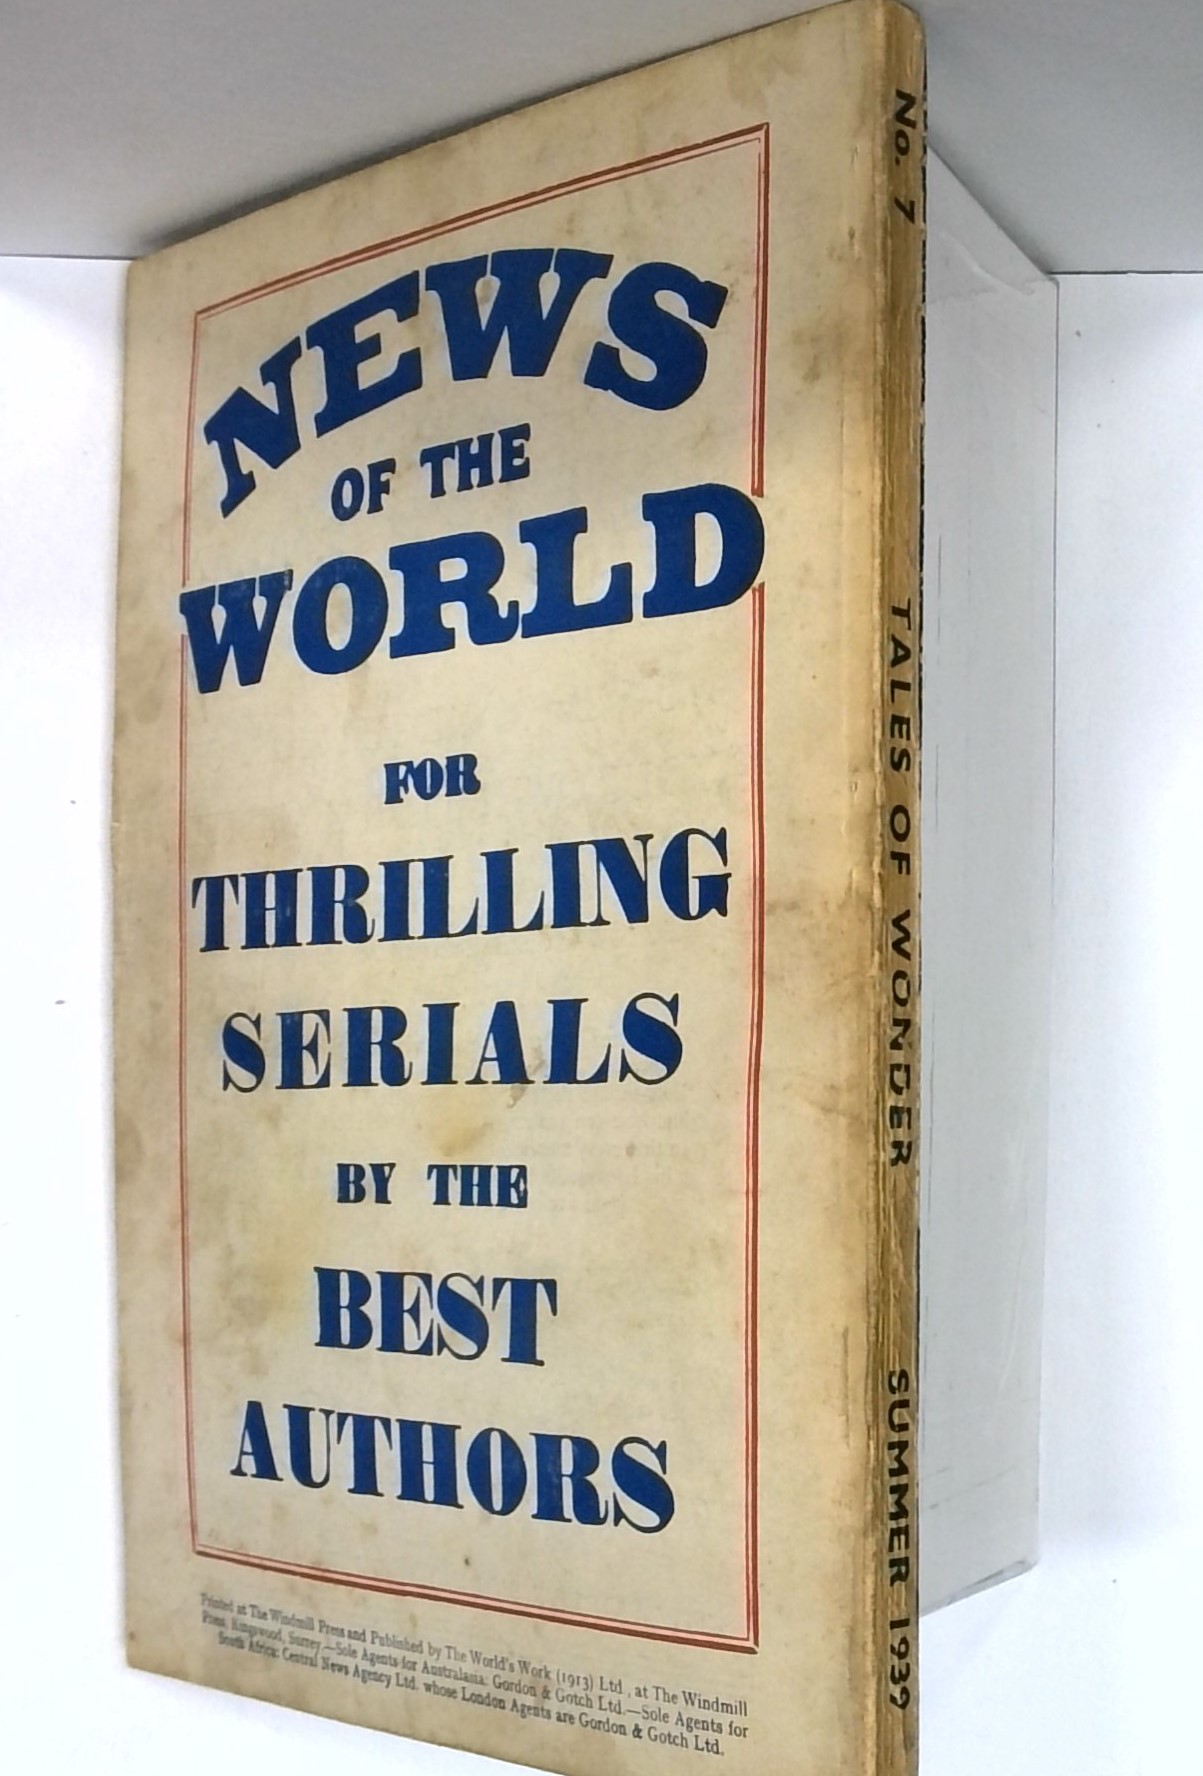 NEWS
OF THE
WORLD
FOR
THRILLING
SERIALS
BY THE
BEST
AUTHORS
Printed at The Windmill Press and Published by The World's Work (1913) Ltd., at The Windmill
Press, Kingswood, Surrey.—Sole Agents for Australasia: Gordon & Gotch Ltd.—Sole Agents for
South Africa: Central News Agency Ltd. whose London Agents are Gordon & Gotch Ltd.
No. 7 TALES OF WONDER SUMMER 1939